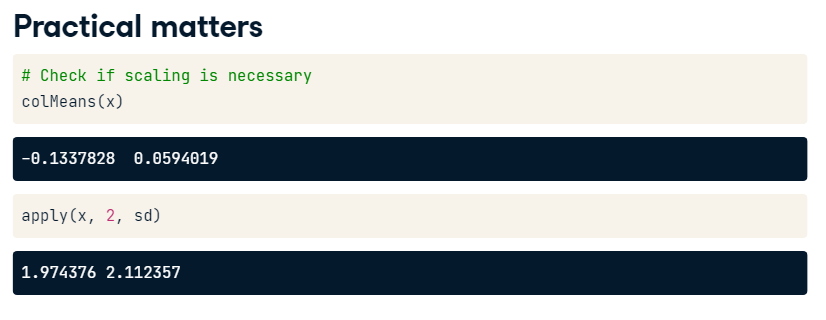 Practical matters
# Check if scaling is necessary
colMeans(x)
-0.1337828  0.0594019
apply(x, 2, sd)
1.974376 2.112357